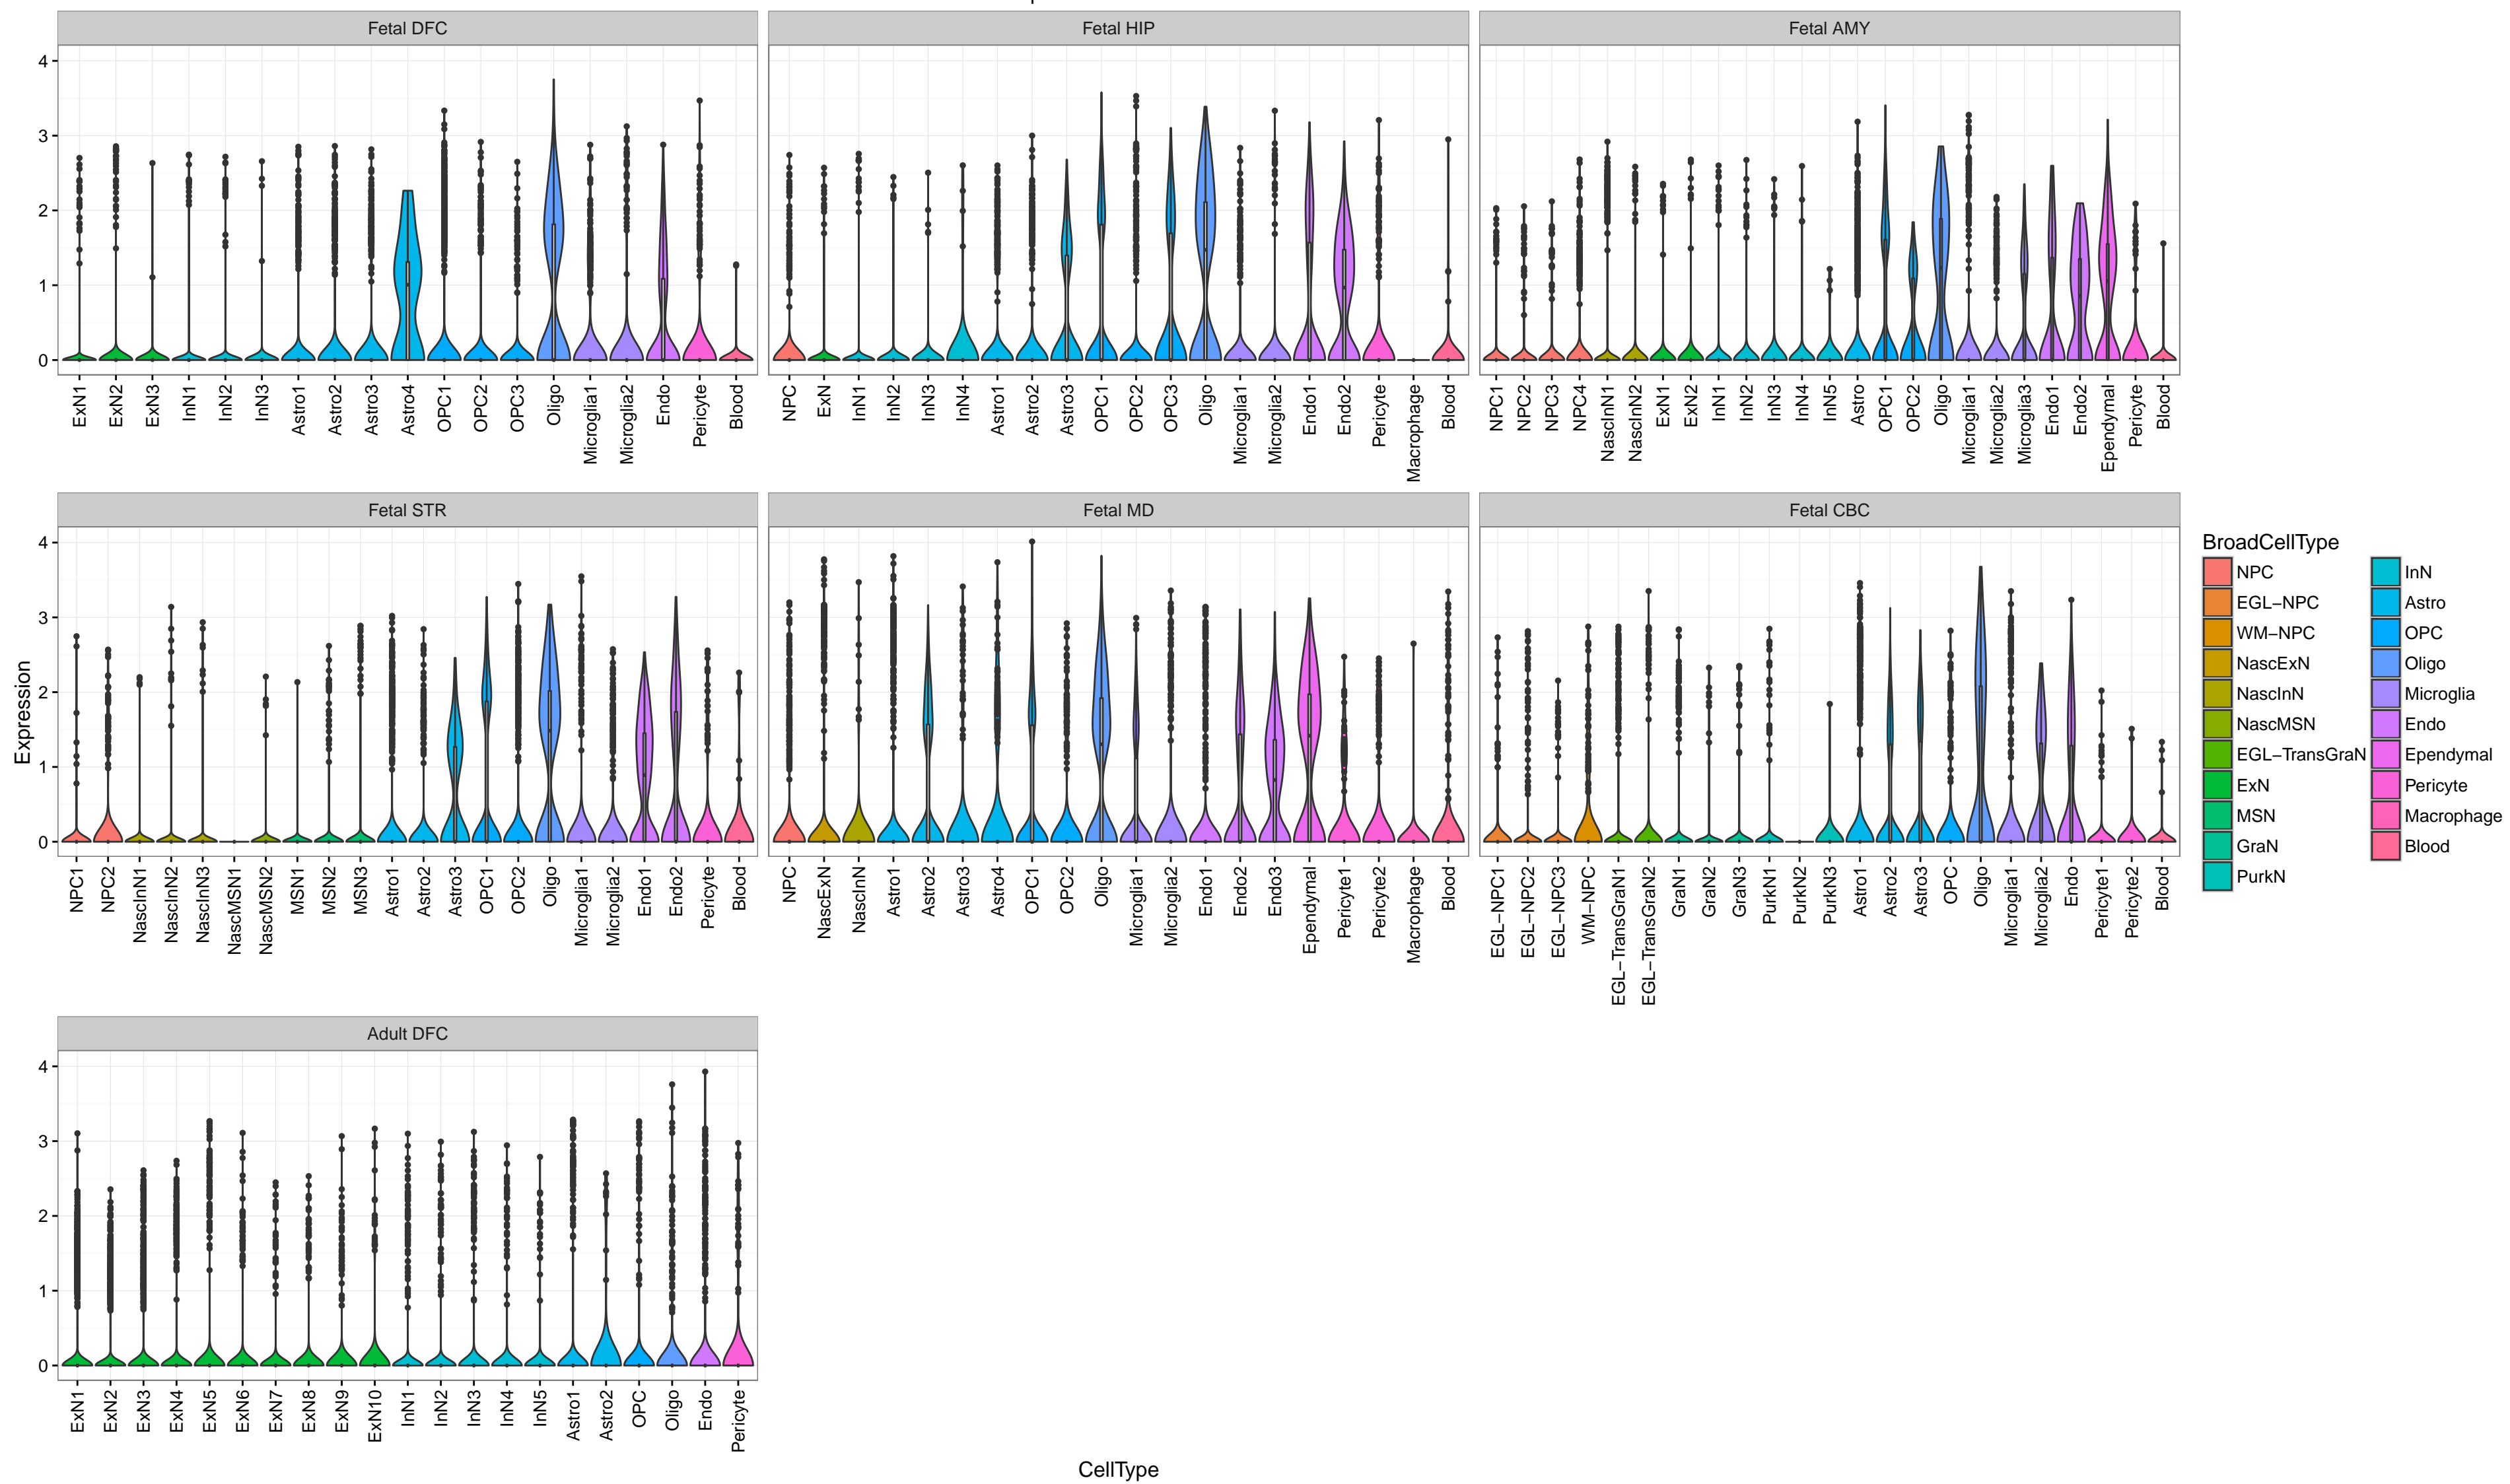 Fetal DFC
Fetal HIP
Fetal AMY
4
3
2
1
0
ExN1
ExN2
ExN3
InN1
InN2
InN3
Astro1
Astro2
Astro3
Astro4
OPC1
OPC2
OPC3
Oligo
Microglia1
Microglia2
Endo
Pericyte
Blood
NPC
ExN
InN1
InN2
InN3
InN4
Astro1
Astro2
Astro3
OPC1
OPC2
OPC3
Oligo
Microglia1
Microglia2
Endo1
Endo2
Pericyte
Macrophage
Blood
NPC1
NPC2
NPC3
NPC4
NascInN1
NascInN2
ExN1
ExN2
InN1
InN2
InN3
InN4
InN5
Astro
OPC1
OPC2
Oligo
Microglia1
Microglia2
Microglia3
Endo1
Endo2
Ependymal
Pericyte
Blood
Fetal STR
Fetal MD
Fetal CBC
Expression
4
3
2
1
0
NPC1
NPC2
NascInN1
NascInN2
NascInN3
NascMSN1
NascMSN2
MSN1
MSN2
MSN3
Astro1
Astro2
Astro3
OPC1
OPC2
Oligo
Microglia1
Microglia2
Endo1
Endo2
Pericyte
Blood
NPC
NascExN
NascInN
Astro1
Astro2
Astro3
Astro4
OPC1
OPC2
Oligo
Microglia1
Microglia2
Endo1
Endo2
Endo3
Ependymal
Pericyte1
Pericyte2
Macrophage
Blood
EGL−NPC1
EGL−NPC2
EGL−NPC3
WM−NPC
EGL−TransGraN1
EGL−TransGraN2
GraN1
GraN2
GraN3
PurkN1
PurkN2
PurkN3
Astro1
Astro2
Astro3
OPC
Oligo
Microglia1
Microglia2
Endo
Pericyte1
Pericyte2
Blood
BroadCellType
NPC
EGL−NPC
WM−NPC
NascExN
NascInN
NascMSN
EGL−TransGraN
ExN
MSN
GraN
PurkN
InN
Astro
OPC
Oligo
Microglia
Endo
Ependymal
Pericyte
Macrophage
Blood
Adult DFC
4
3
2
1
0
ExN1
ExN2
ExN3
ExN4
ExN5
ExN6
ExN7
ExN8
ExN9
ExN10
InN1
InN2
InN3
InN4
InN5
Astro1
Astro2
OPC
Oligo
Endo
Pericyte
CellType